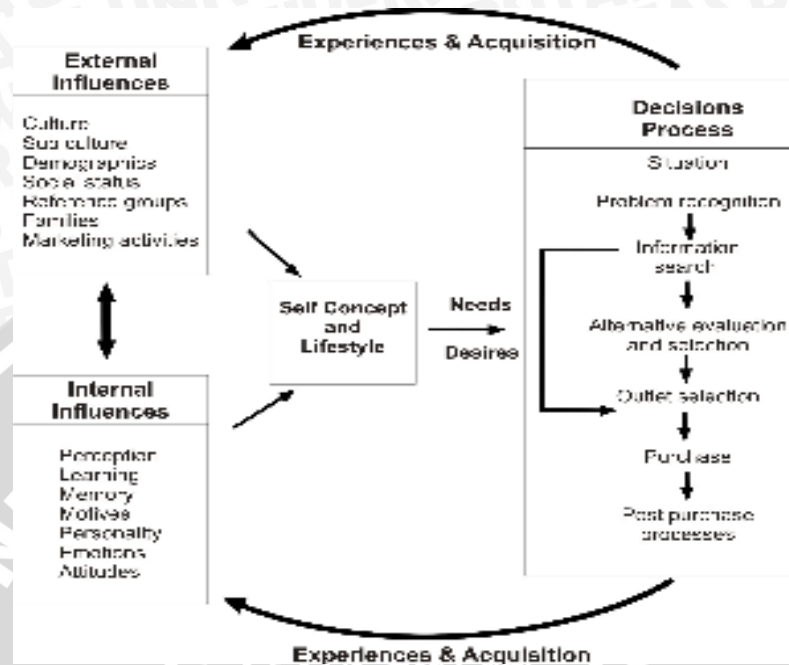 Experiences & Acquisition
External
Influences
Culture
Sub culture
Demographics
Social status
Reference groups
Families
Marketing activities
Internal
Influences
Perception
Learning
Memory
Motives
Personality
Emotions
Attitudes
Self Concept
and
Lifestyle
Needs
Desires
Decisions
Process
Situation
Problem recognition
Information
search
Alternative evaluation
and selection
Outlet selection
Purchase
Post purchase
processes
Experiences & Acquisition